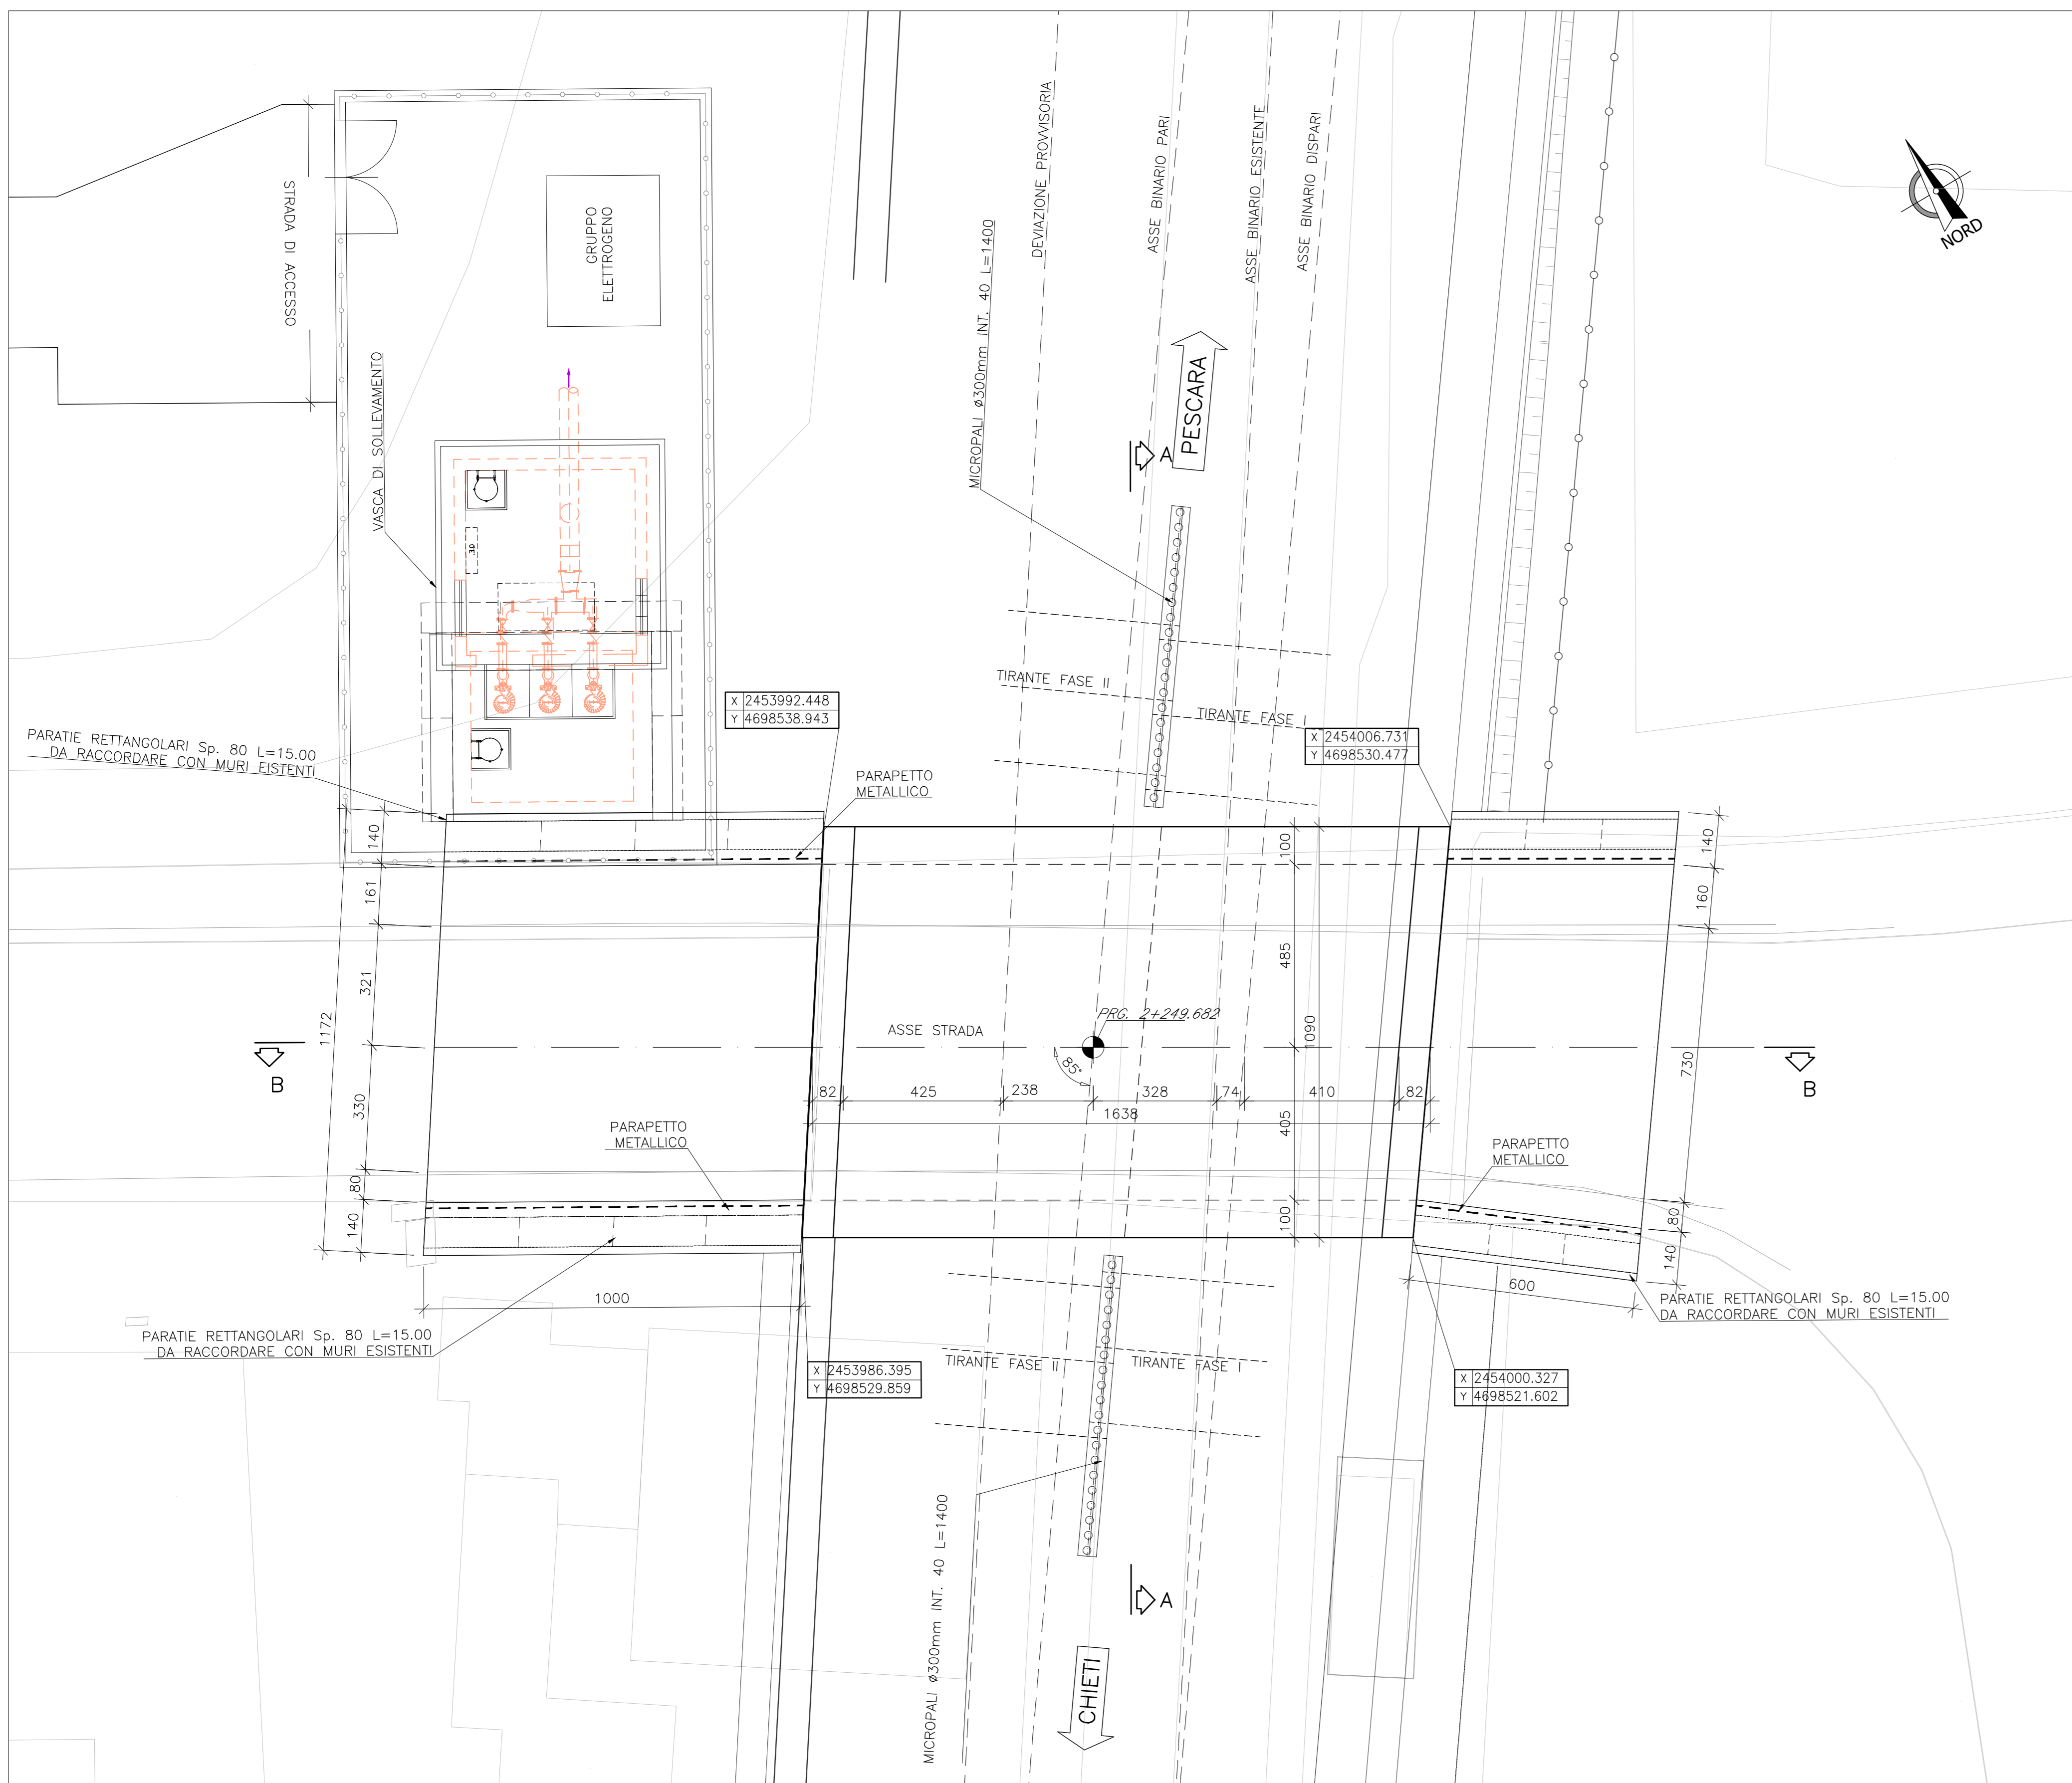 STRADA DI ACCESSO
GRUPPO
ELETTROGENO
VASCA DI SOLLEVAMENTO
DEVIAZIONE PROVVISORIA
ASSE BINARIO PARI
ASSE BINARIO ESISTENTE
ASSE BINARIO DISPARI
MICROPALI ø300mm INT. 40 L=1400
PESCARA
A
NORD
TIRANTE FASE II
TIRANTE FASE I
X 2453992.448
Y 4698538.943
X 2454006.731
Y 4698530.477
PARATIE RETTANGOLARI Sp. 80 L=15.00
DA RACCORDARE CON MURI EISTENTI
PARAPETTO
METALLICO
140
161
321
330
80
140
1172
100
485
405
100
1090
140
160
730
80
140
ASSE STRADA
PRG. 2+249.682
85°
B
B
82
425
238
328
74
410
82
1638
PARAPETTO
METALLICO
PARAPETTO
METALLICO
1000
600
PARATIE RETTANGOLARI Sp. 80 L=15.00
DA RACCORDARE CON MURI ESISTENTI
PARATIE RETTANGOLARI Sp. 80 L=15.00
DA RACCORDARE CON MURI ESISTENTI
TIRANTE FASE II
TIRANTE FASE I
X 2453986.395
Y 4698529.859
X 2454000.327
Y 4698521.602
MICROPALI ø300mm INT. 40 L=1400
A
CHIETI